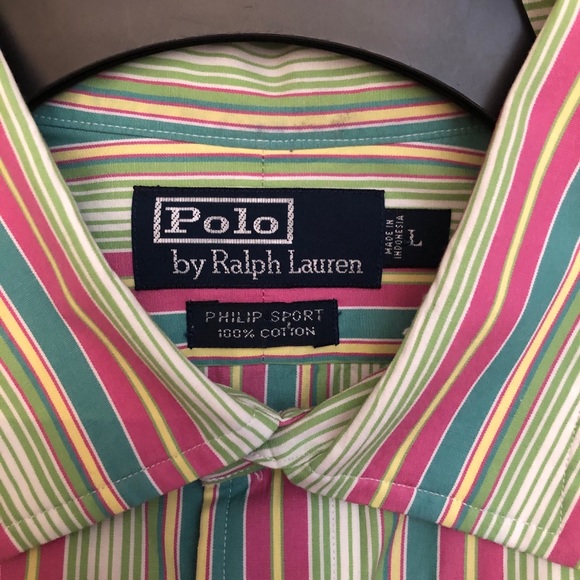 Polo
by Ralph Lauren
MADE IN
INDONESIA
L
PHILIP SPORT
100% COTTON